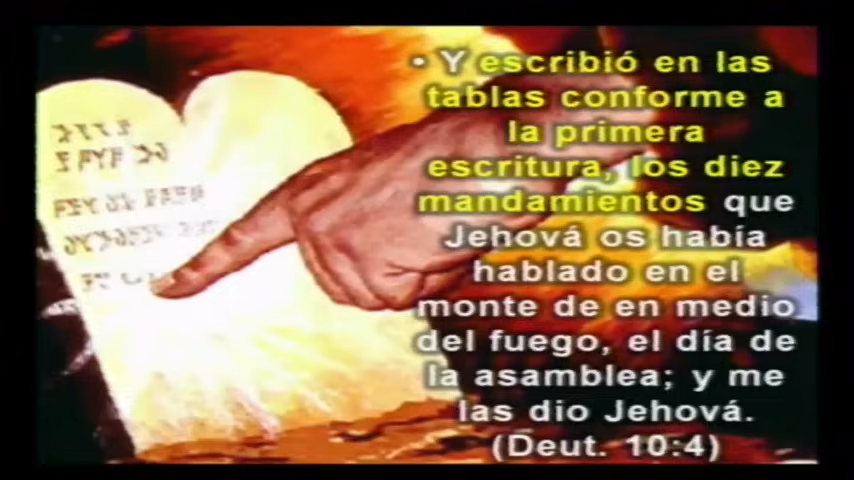 • Y escribió en las
tablas conforme a
la primera
escritura, los diez
mandamientos que
Jehová os había
hablado en el
monte de en medio
del fuego, el día de
la asamblea; y me
las dio Jehová.
(Deut. 10:4)